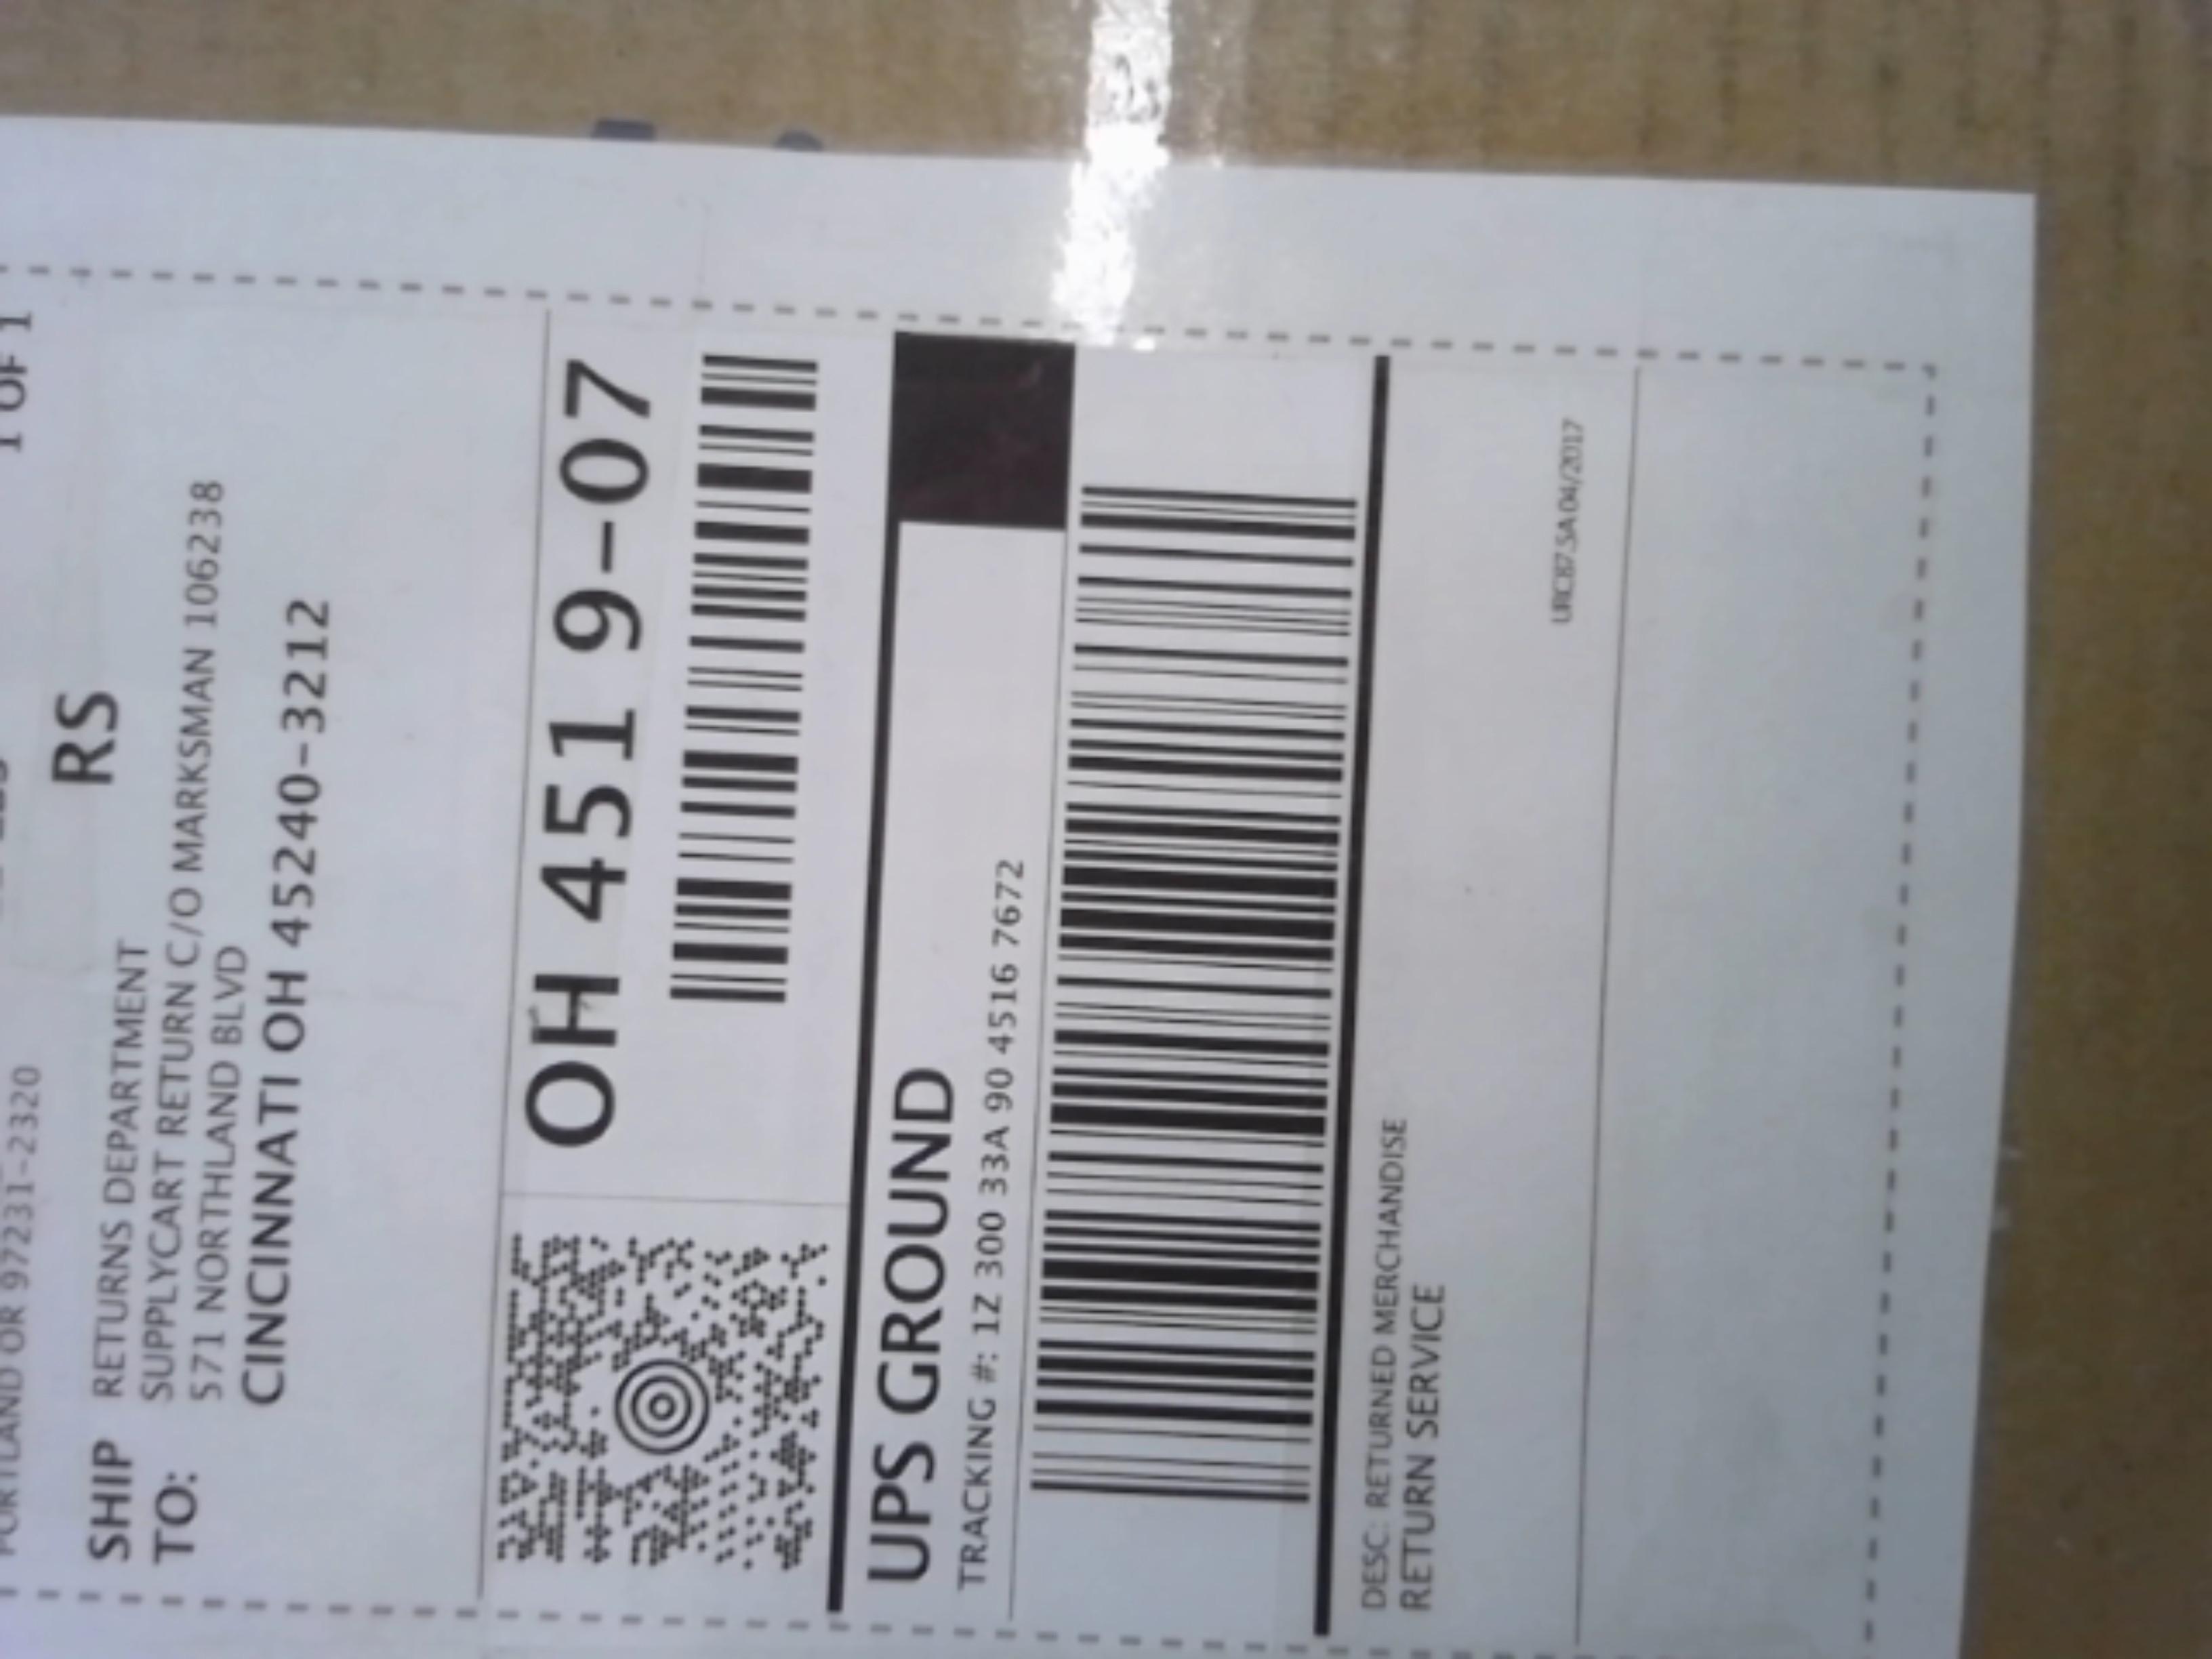 1 OF 1
PORTLAND OR 97231-2320
RS
SHIP TO:
RETURNS DEPARTMENT
SUPPLYCART RETURN C/O MARKSMAN 106238
571 NORTHLAND BLVD
CINCINNATI OH 45240-3212
OH 451 9-07
UPS GROUND
TRACKING #: 1Z 300 33A 90 4516 7672
DESC: RETURNED MERCHANDISE
RETURN SERVICE